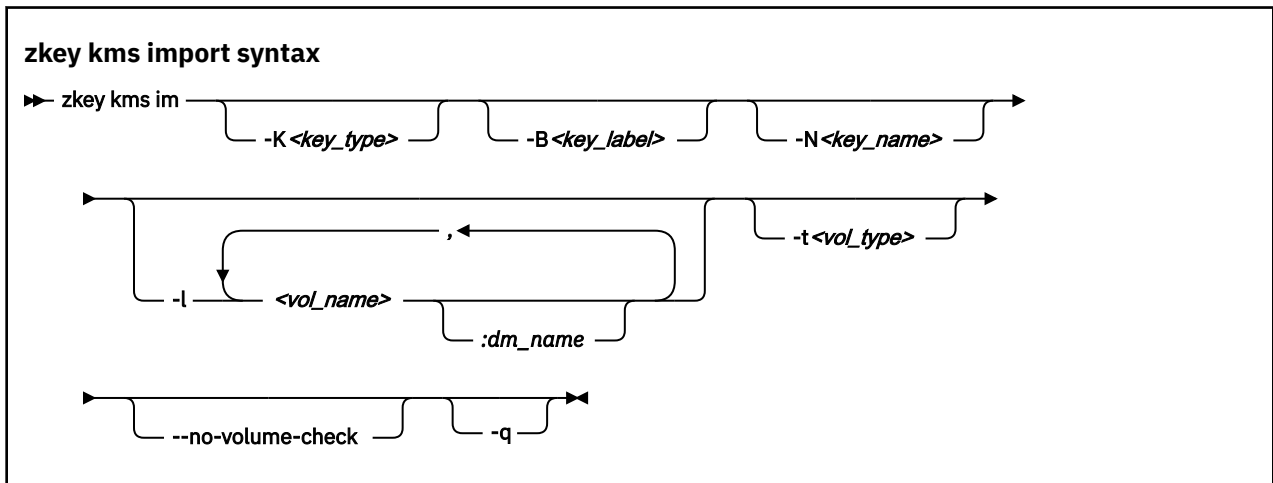 zkey kms import syntax
zkey kms im
-K<key_type>
-B<key_label>
-N<key_name>
,
-l
<vol_name>
:dm_name
-t<vol_type>
--no-volume-check
-q